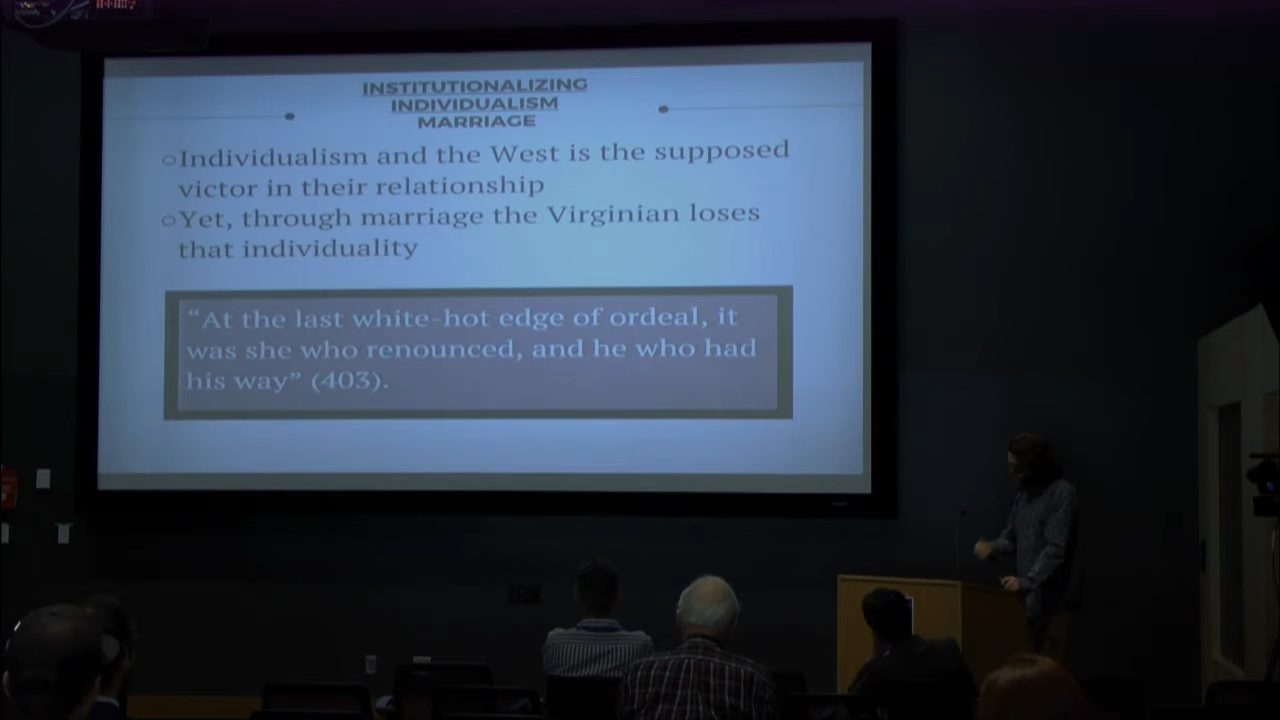 INSTITUTIONALIZING
INDIVIDUALISM
MARRIAGE
○Individualism and the West is the supposed
victor in their relationship
○Yet, through marriage the Virginian loses
that individuality
“At the last white-hot edge of ordeal, it
was she who renounced, and he who had
his way” (403).